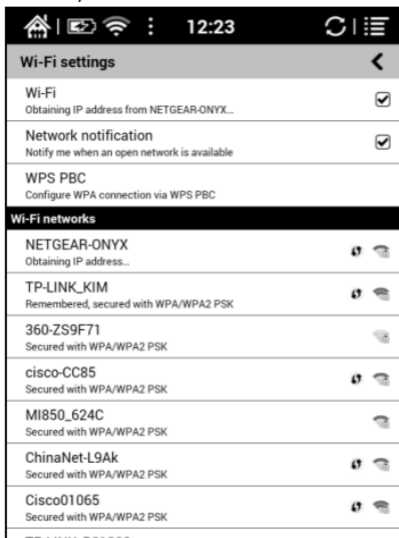 12:23
Wi-Fi settings
Wi-Fi
Obtaining IP address from NETGEAR-ONYX...
Network notification
Notify me when an open network is available
WPS PBC
Configure WPA connection via WPS PBC
Wi-Fi networks
NETGEAR-ONYX
Obtaining IP address...
TP-LINK_KIM
Remembered, secured with WPA/WPA2 PSK
360-ZS9F71
Secured with WPA/WPA2 PSK
cisco-CC85
Secured with WPA/WPA2 PSK
MI850_624C
Secured with WPA/WPA2 PSK
ChinaNet-L9Ak
Secured with WPA/WPA2 PSK
Cisco01065
Secured with WPA/WPA2 PSK